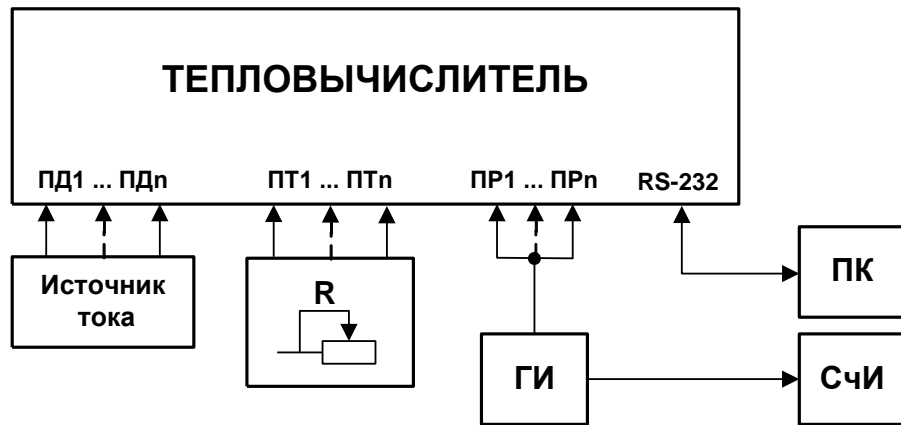 ТЕПЛОВЫЧИСЛИТЕЛЬ
ПД1 ... ПДn ПТ1 ... ПТn ПР1 ... ПРn RS-232
Источник
тока
R
ПК
ГИ
СчИ